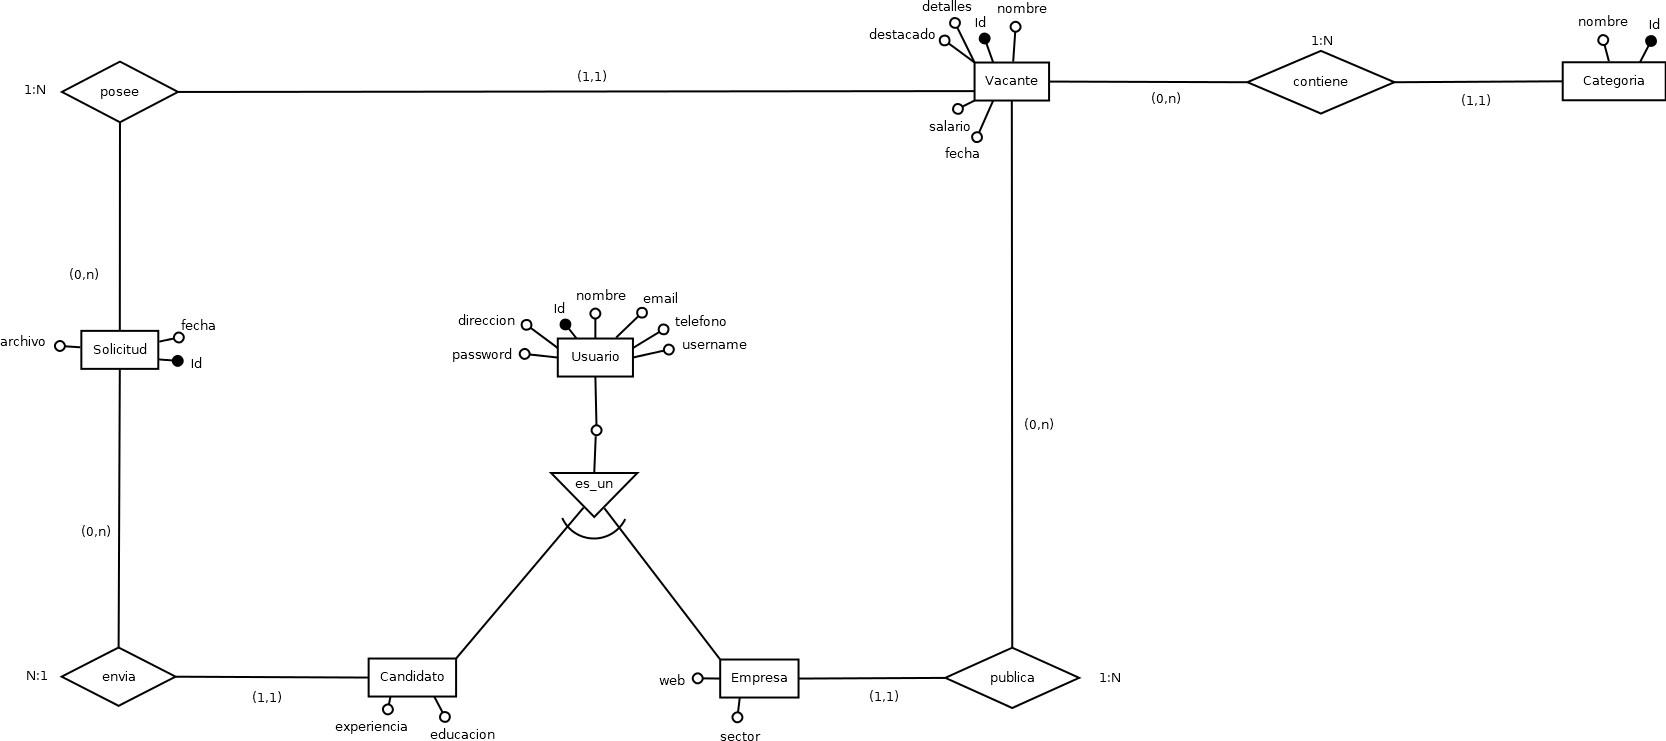 detalles
nombre
Id
destacado
Vacante
salario
fecha
1:N
posee
(1,1)
(0,n)
1:N
contiene
(1,1)
nombre
Id
Categoria
(0,n)
archivo
Solicitud
fecha
Id
direccion
Id
nombre
email
telefono
username
password
Usuario
es_un
(0,n)
(0,n)
N:1
envia
(1,1)
Candidato
experiencia
educacion
web
Empresa
sector
(1,1)
publica
1:N